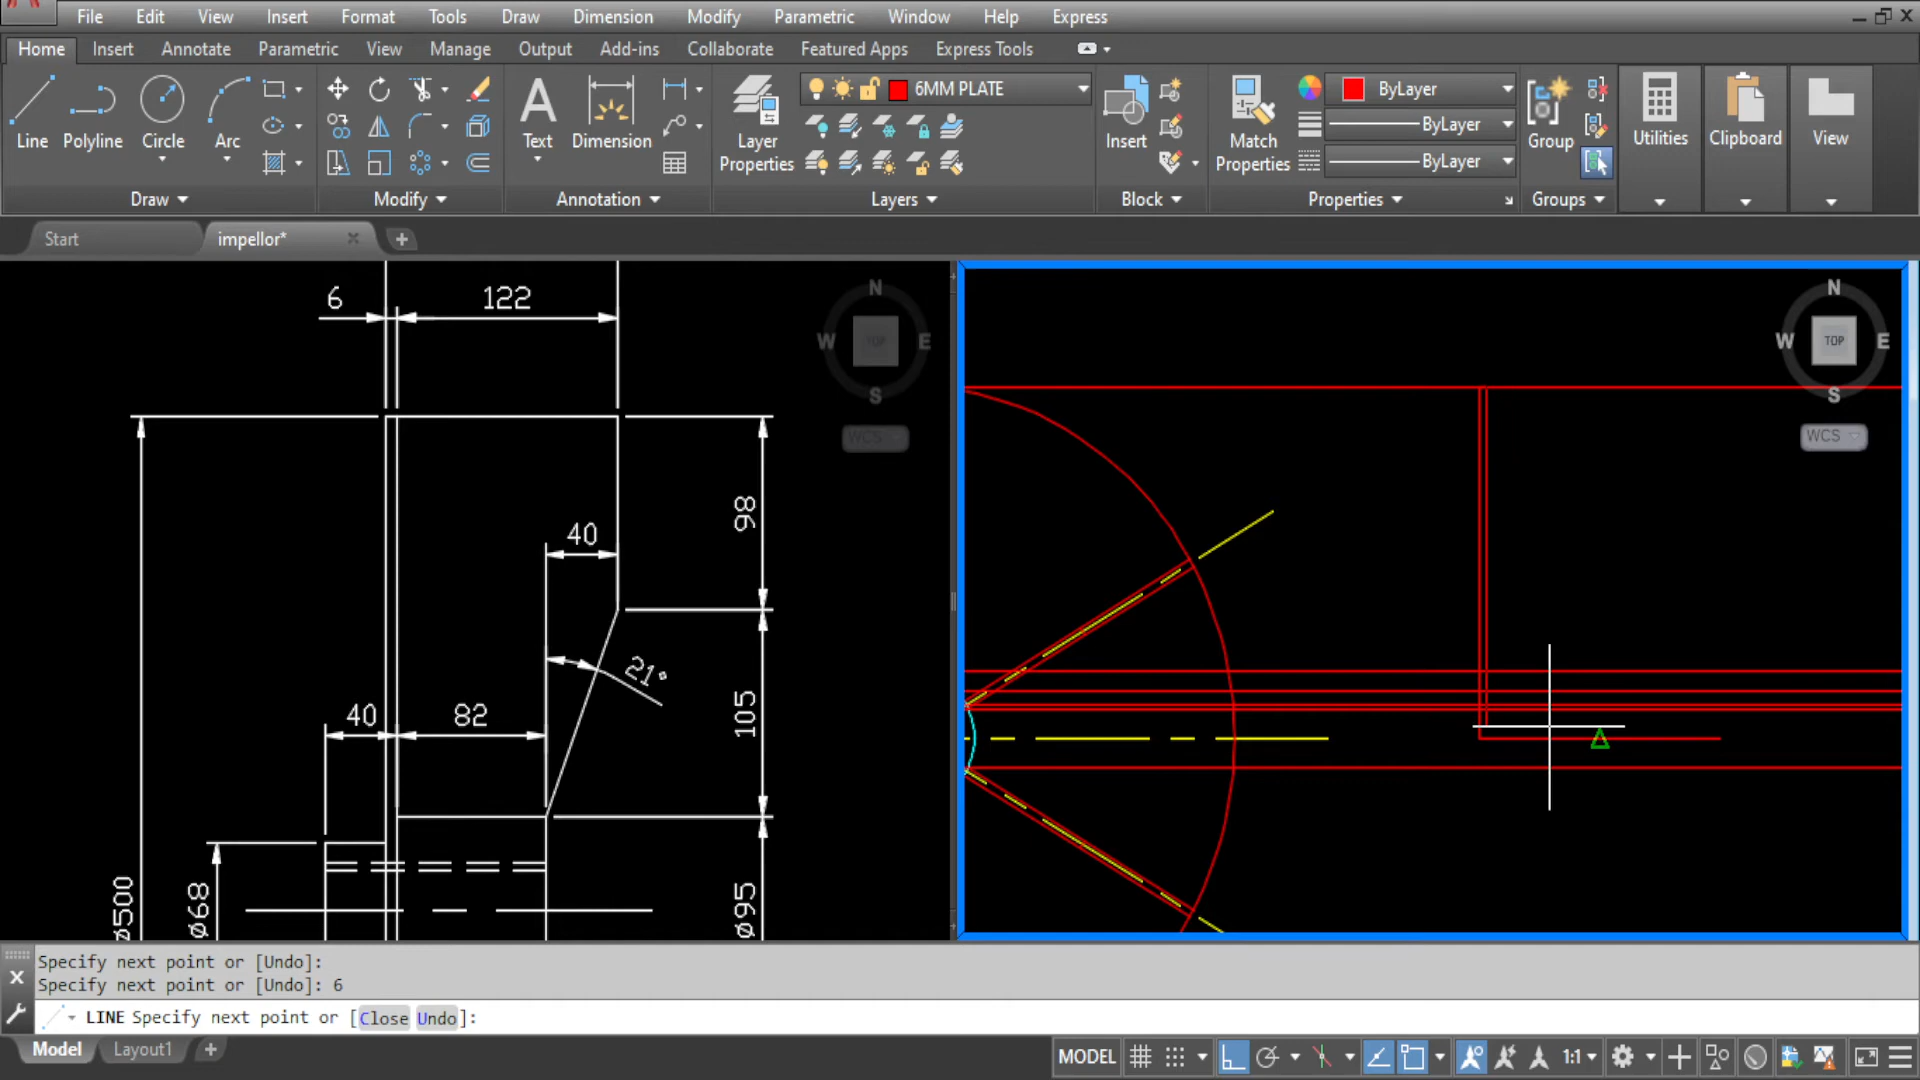 File Edit View Insert Format Tools Draw Dimension Modify Parametric Window Help Express
Home Insert Annotate Parametric View Manage Output Add-ins Collaborate Featured Apps Express Tools
Line Polyline Circle Arc
Text Dimension
Layer Properties
6MM PLATE
Insert
Match Properties
ByLayer
ByLayer
ByLayer
Group
Utilities
Clipboard
View
Draw Modify Annotation Layers Block Properties Groups
Start impellor*
6 122
40
98
21°
40 82
105
ø500
ø68
ø95
N
W TOP E
S
WCS
N
W TOP E
S
WCS
Specify next point or [Undo]:
Specify next point or [Undo]: 6
LINE Specify next point or [Close Undo]:
Model Layout1
MODEL 1:1